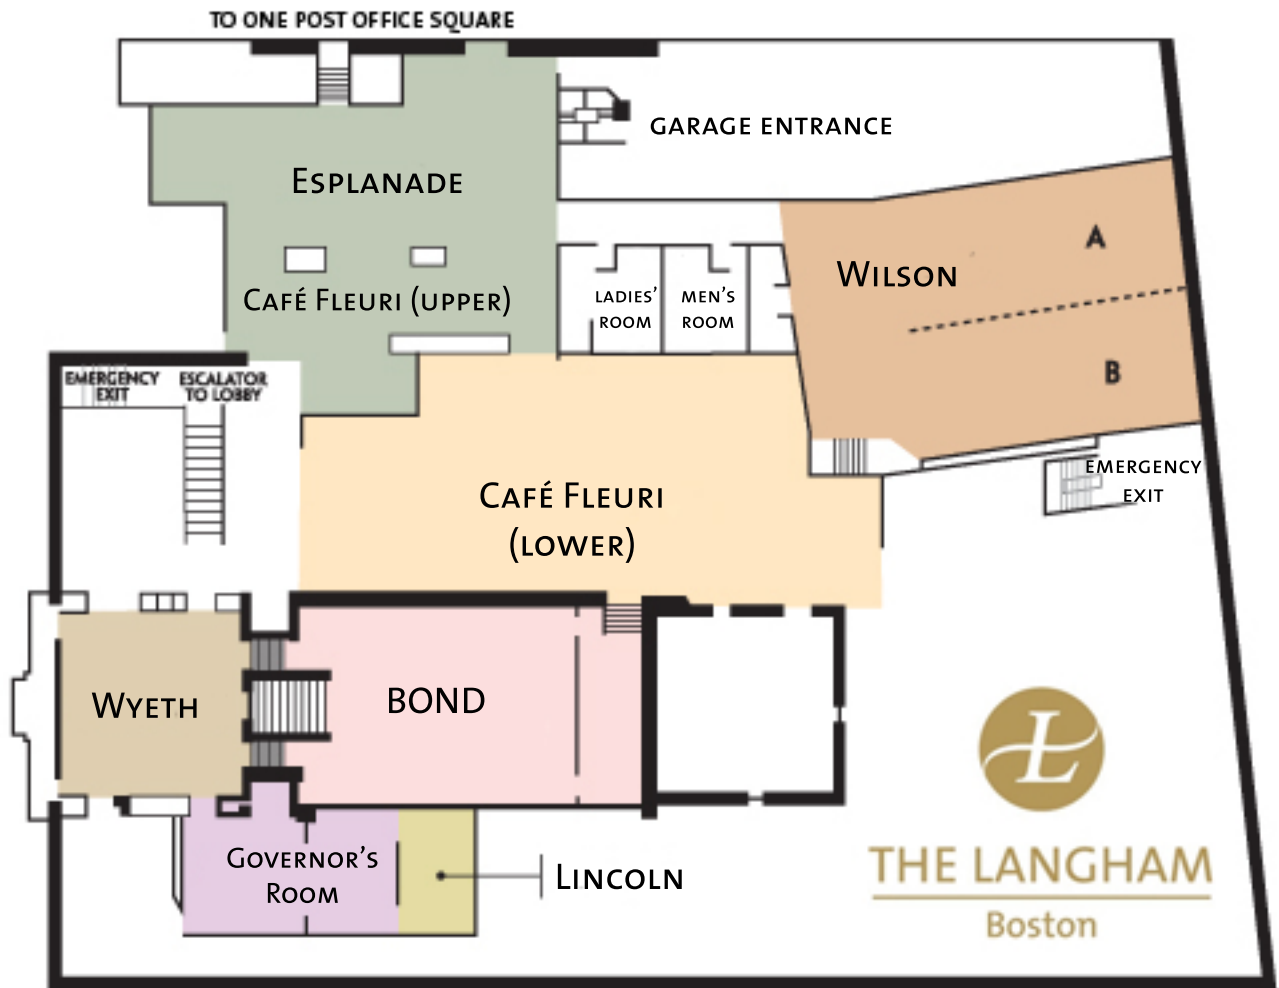 TO ONE POST OFFICE SQUARE
GARAGE ENTRANCE
ESPLANADE
A
WILSON
CAFÉ FLEURI (UPPER)
LADIES'
ROOM
MEN'S
ROOM
B
EMERGENCY
EXIT
ESCALATOR
TO LOBBY
EMERGENCY
EXIT
CAFÉ FLEURI
(LOWER)
WYETH
BOND
GOVERNOR'S
ROOM
LINCOLN
L
THE LANGHAM
Boston